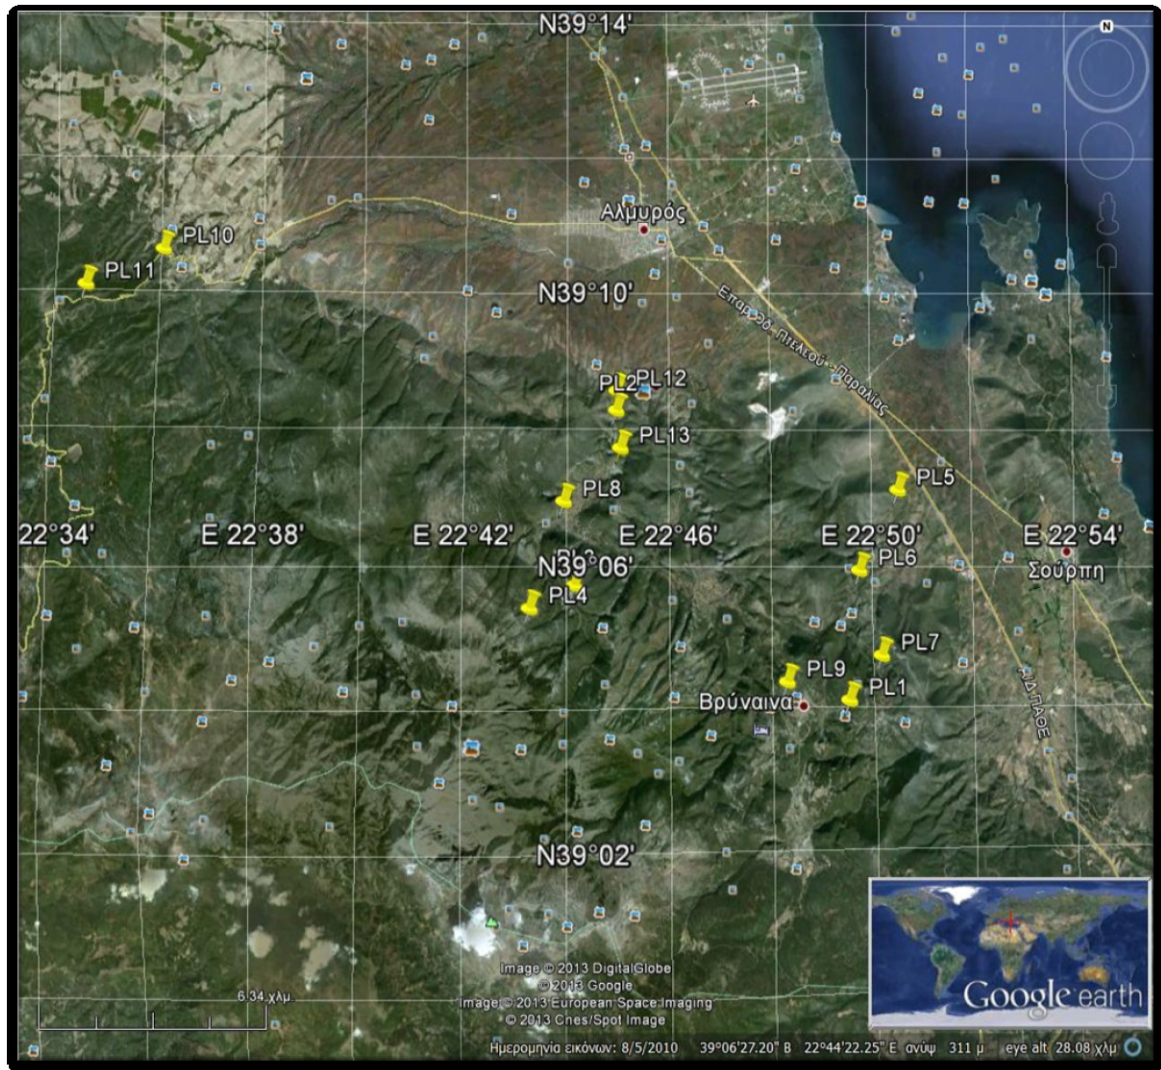 N39°14'
N
Αλμυρός
PL10
PL11
N39°10'
Επαρ. Οδ. Πτελεού - Παραλίας
PL2 PL12
PL13
PL8
PL5
22°34' E 22°38' E 22°42' E 22°46' E 22°50' E 22°54'
PL6
N39°06'
Σούρπη
PL4
PL7
PL9
PL1
Βρύναινα
Α.Δ.ΠΑΘΕ
N39°02'
Image © 2013 DigitalGlobe
© 2013 Google
Image © 2013 European Space Imaging
© 2013 Cnes/Spot Image
6.34 χλμ.
Google earth
Ημερομηνία εικόνων: 8/5/2010 39°06'27.20" Β 22°44'22.25" Ε ανύψ 311 μ eye alt 28.08 χλμ